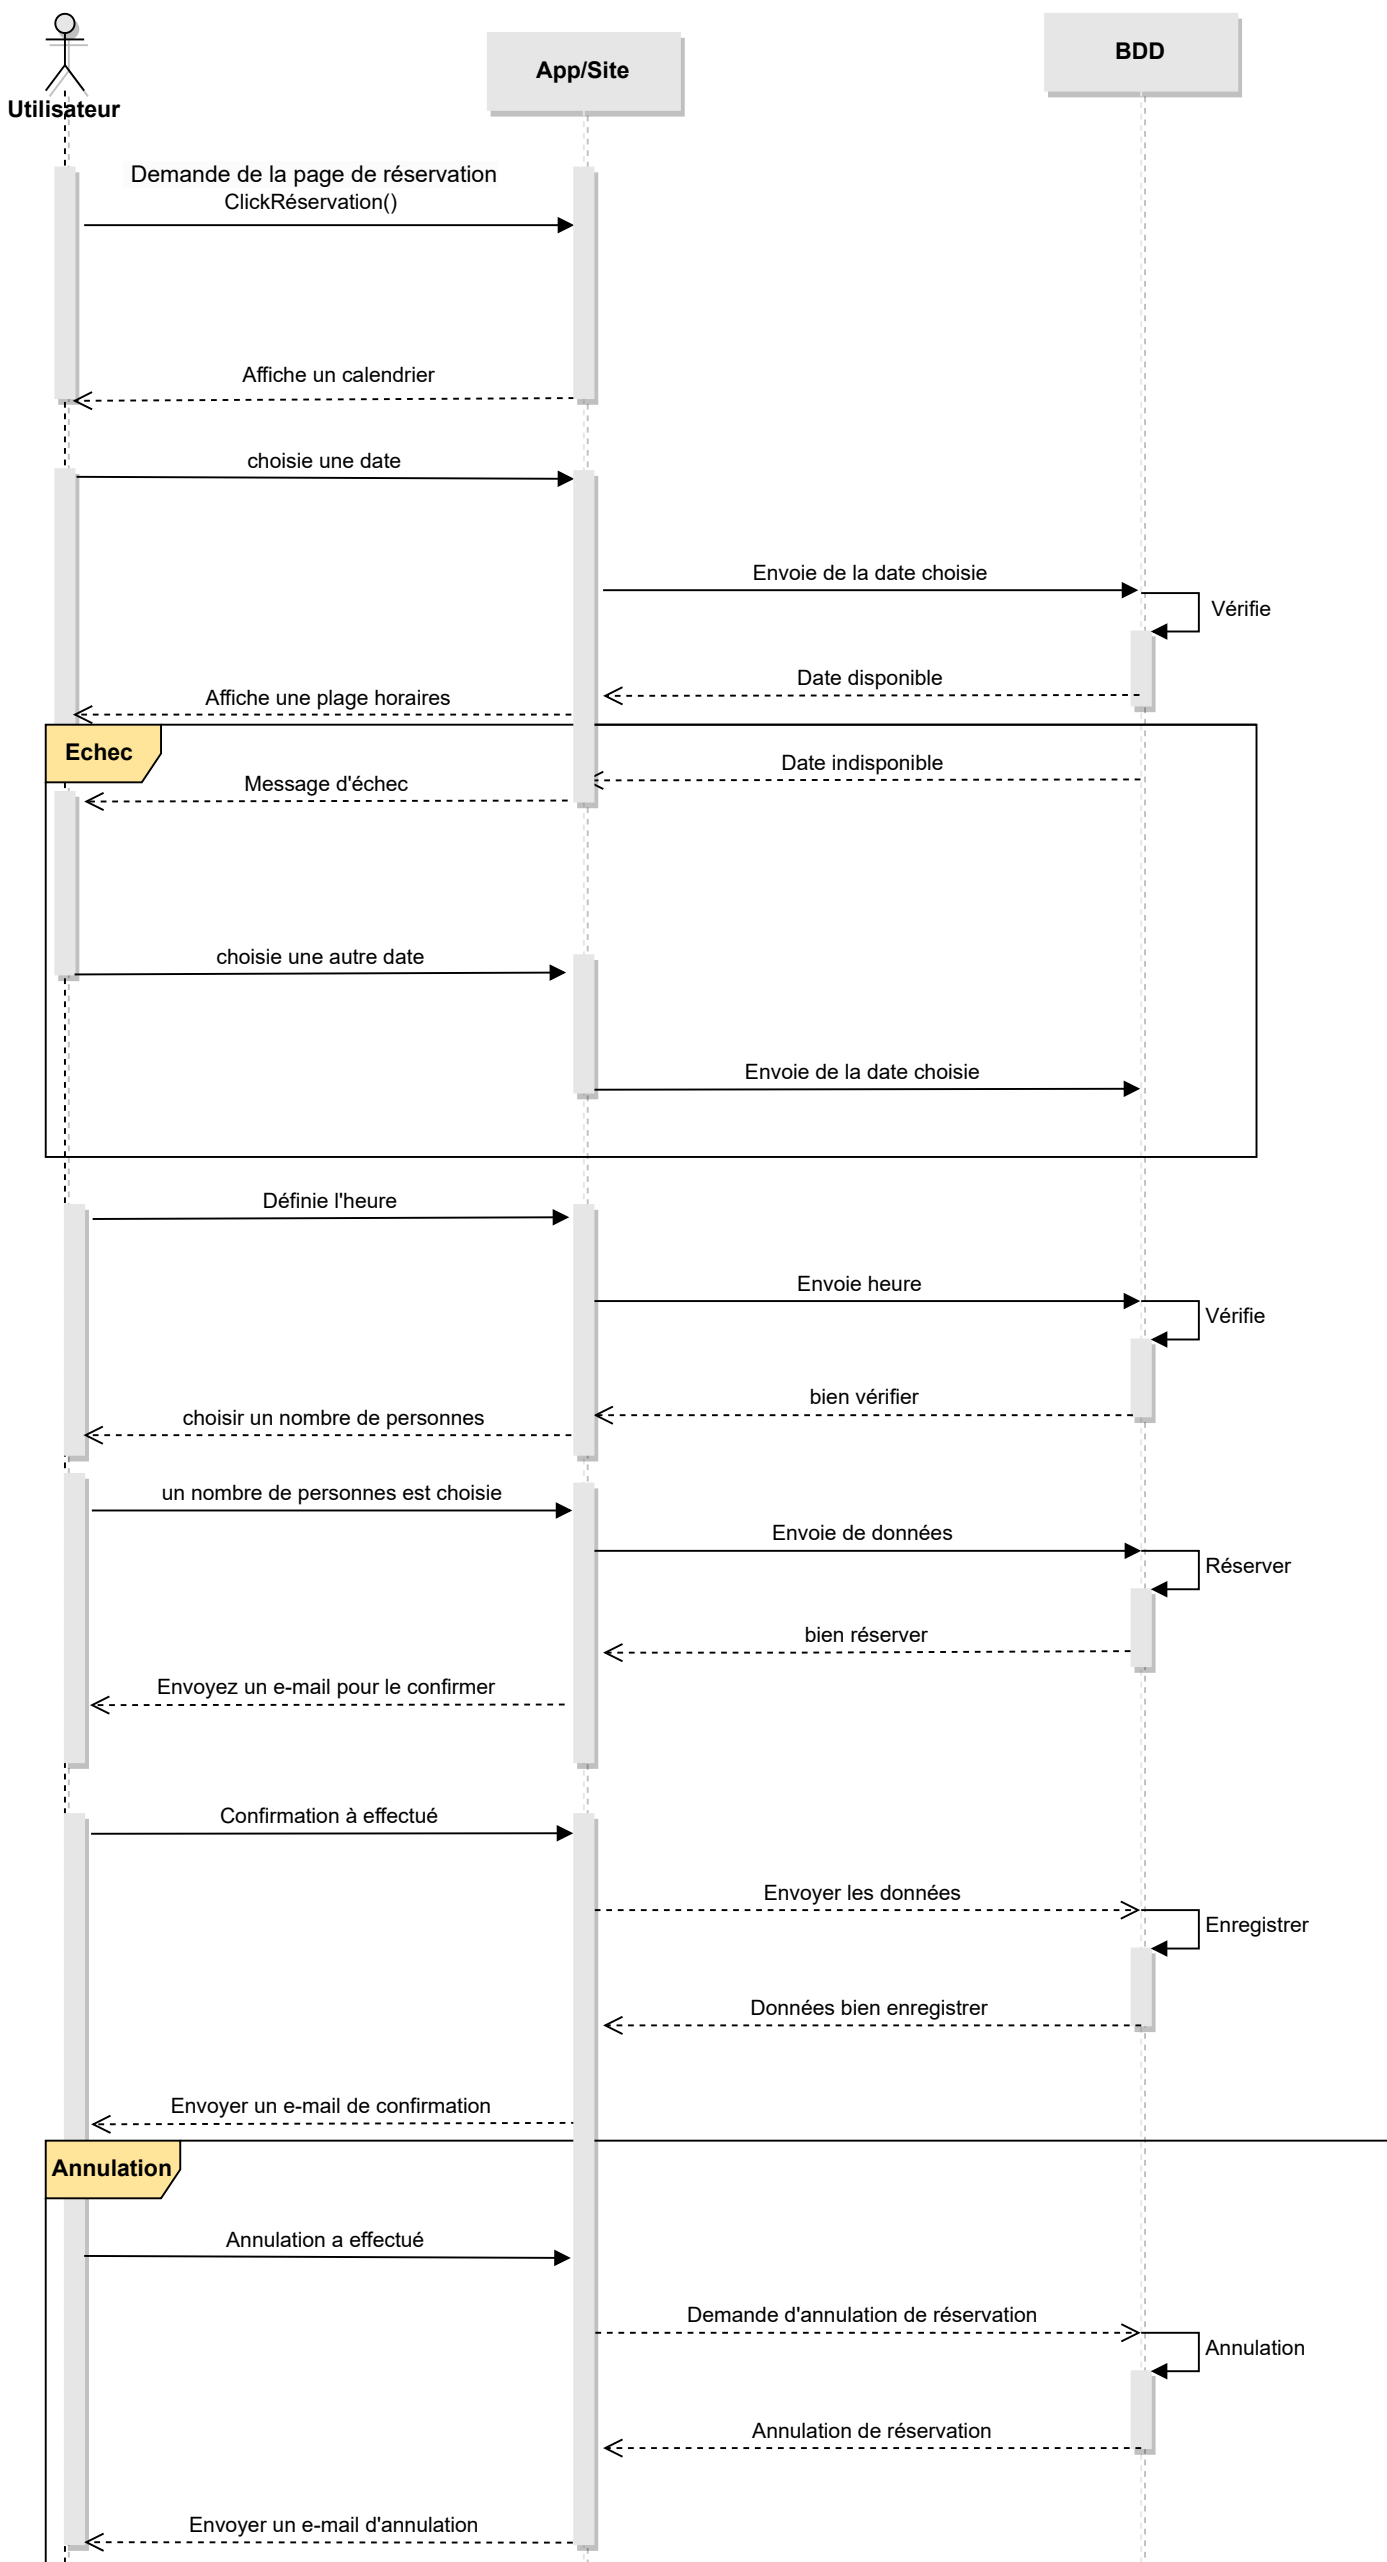 Utilisateur
App/Site
BDD
Demande de la page de réservation
ClickRéservation()
Affiche un calendrier
choisie une date
Envoie de la date choisie
Vérifie
Date disponible
Affiche une plage horaires
Echec
Date indisponible
Message d'échec
choisie une autre date
Envoie de la date choisie
Définie l'heure
Envoie heure
Vérifie
bien vérifier
choisir un nombre de personnes
un nombre de personnes est choisie
Envoie de données
Réserver
bien réserver
Envoyez un e-mail pour le confirmer
Confirmation à effectué
Envoyer les données
Enregistrer
Données bien enregistrer
Envoyer un e-mail de confirmation
Annulation
Annulation a effectué
Demande d'annulation de réservation
Annulation
Annulation de réservation
Envoyer un e-mail d'annulation